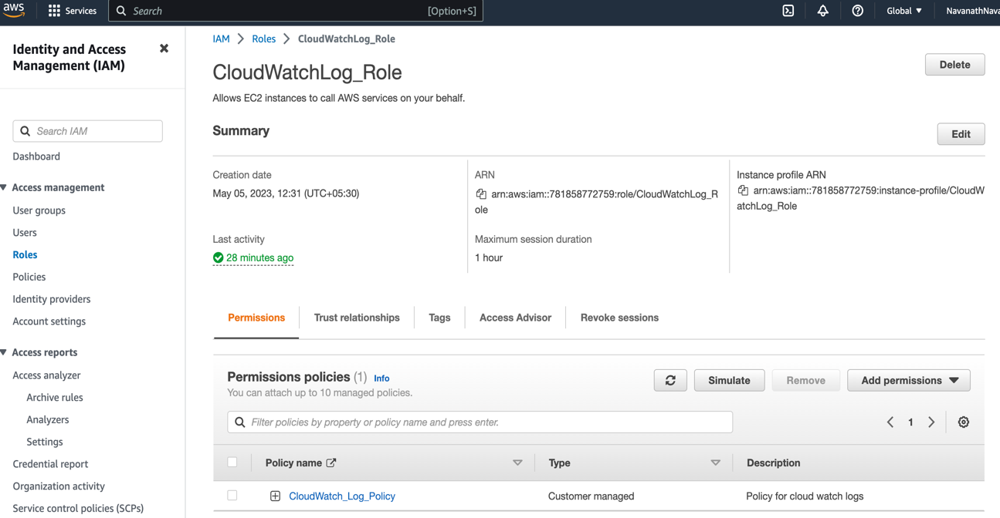 aws
Services
Search
[Option+S]
Global
NavanathNava
Identity and Access
Management (IAM)
Search IAM
Dashboard
Access management
User groups
Users
Roles
Policies
Identity providers
Account settings
Access reports
Access analyzer
Archive rules
Analyzers
Settings
Credential report
Organization activity
Service control policies (SCPs)
IAM > Roles > CloudWatchLog_Role
CloudWatchLog_Role
Delete
Allows EC2 instances to call AWS services on your behalf.
Summary
Edit
Creation date
May 05, 2023, 12:31 (UTC+05:30)
ARN
arn:aws:iam::781858772759:role/CloudWatchLog_R
ole
Instance profile ARN
arn:aws:iam::781858772759:instance-profile/CloudW
atchLog_Role
Last activity
28 minutes ago
Maximum session duration
1 hour
Permissions
Trust relationships
Tags
Access Advisor
Revoke sessions
Permissions policies (1) Info
You can attach up to 10 managed policies.
Simulate
Remove
Add permissions
Filter policies by property or policy name and press enter.
1
Policy name
Type
Description
CloudWatch_Log_Policy
Customer managed
Policy for cloud watch logs